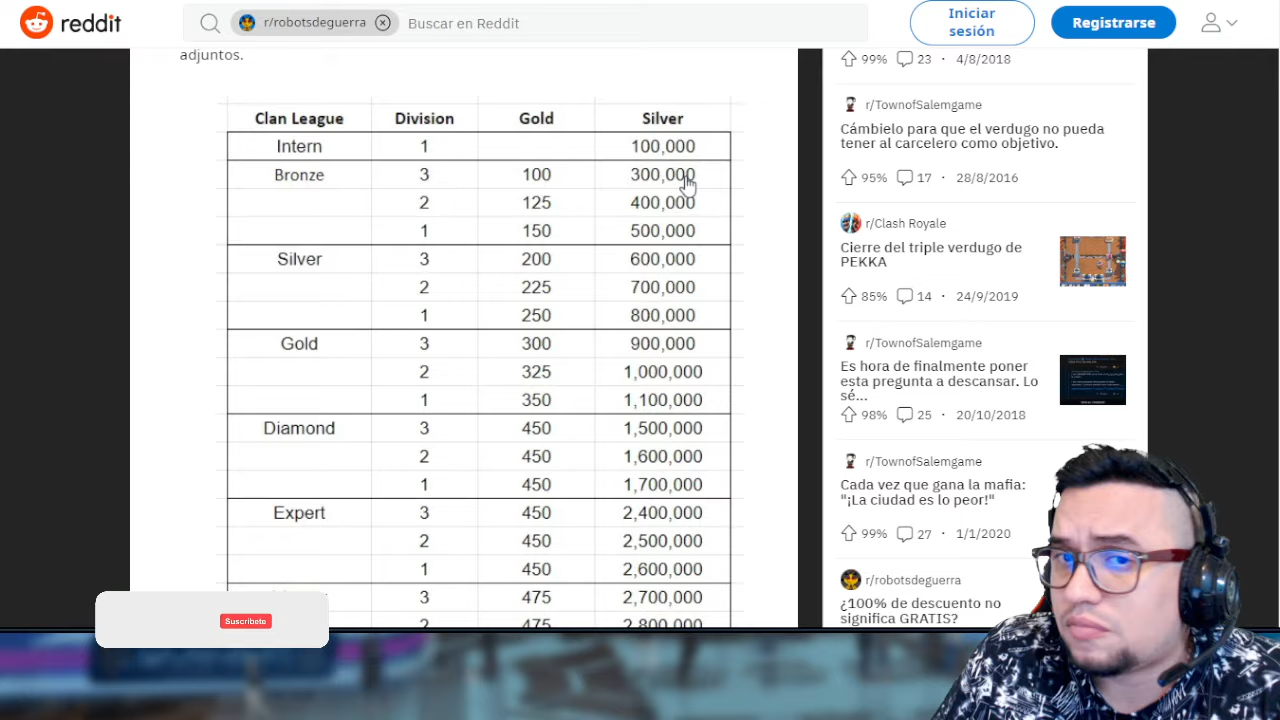 reddit
r/robotsdeguerra
Buscar en Reddit
Iniciar sesión
Registrarse
adjuntos.
Clan League Division Gold Silver
Intern 1 100,000
Bronze 3 100 300,000
2 125 400,000
1 150 500,000
Silver 3 200 600,000
2 225 700,000
1 250 800,000
Gold 3 300 900,000
2 325 1,000,000
1 350 1,100,000
Diamond 3 450 1,500,000
2 450 1,600,000
1 450 1,700,000
Expert 3 450 2,400,000
2 450 2,500,000
1 450 2,600,000
3 475 2,700,000
2 475 2,800,000
Suscríbete
99% 23 · 4/8/2018
r/TownofSalemgame
Cámbielo para que el verdugo no pueda
tener al carcelero como objetivo.
95% 17 · 28/8/2016
r/Clash Royale
Cierre del triple verdugo de
PEKKA
85% 14 · 24/9/2019
r/TownofSalemgame
Es hora de finalmente poner
esta pregunta a descansar. Lo
sé...
98% 25 · 20/10/2018
r/TownofSalemgame
Cada vez que gana la mafia:
"¡La ciudad es lo peor!"
99% 27 · 1/1/2020
r/robotsdeguerra
¿100% de descuento no
significa GRATIS?